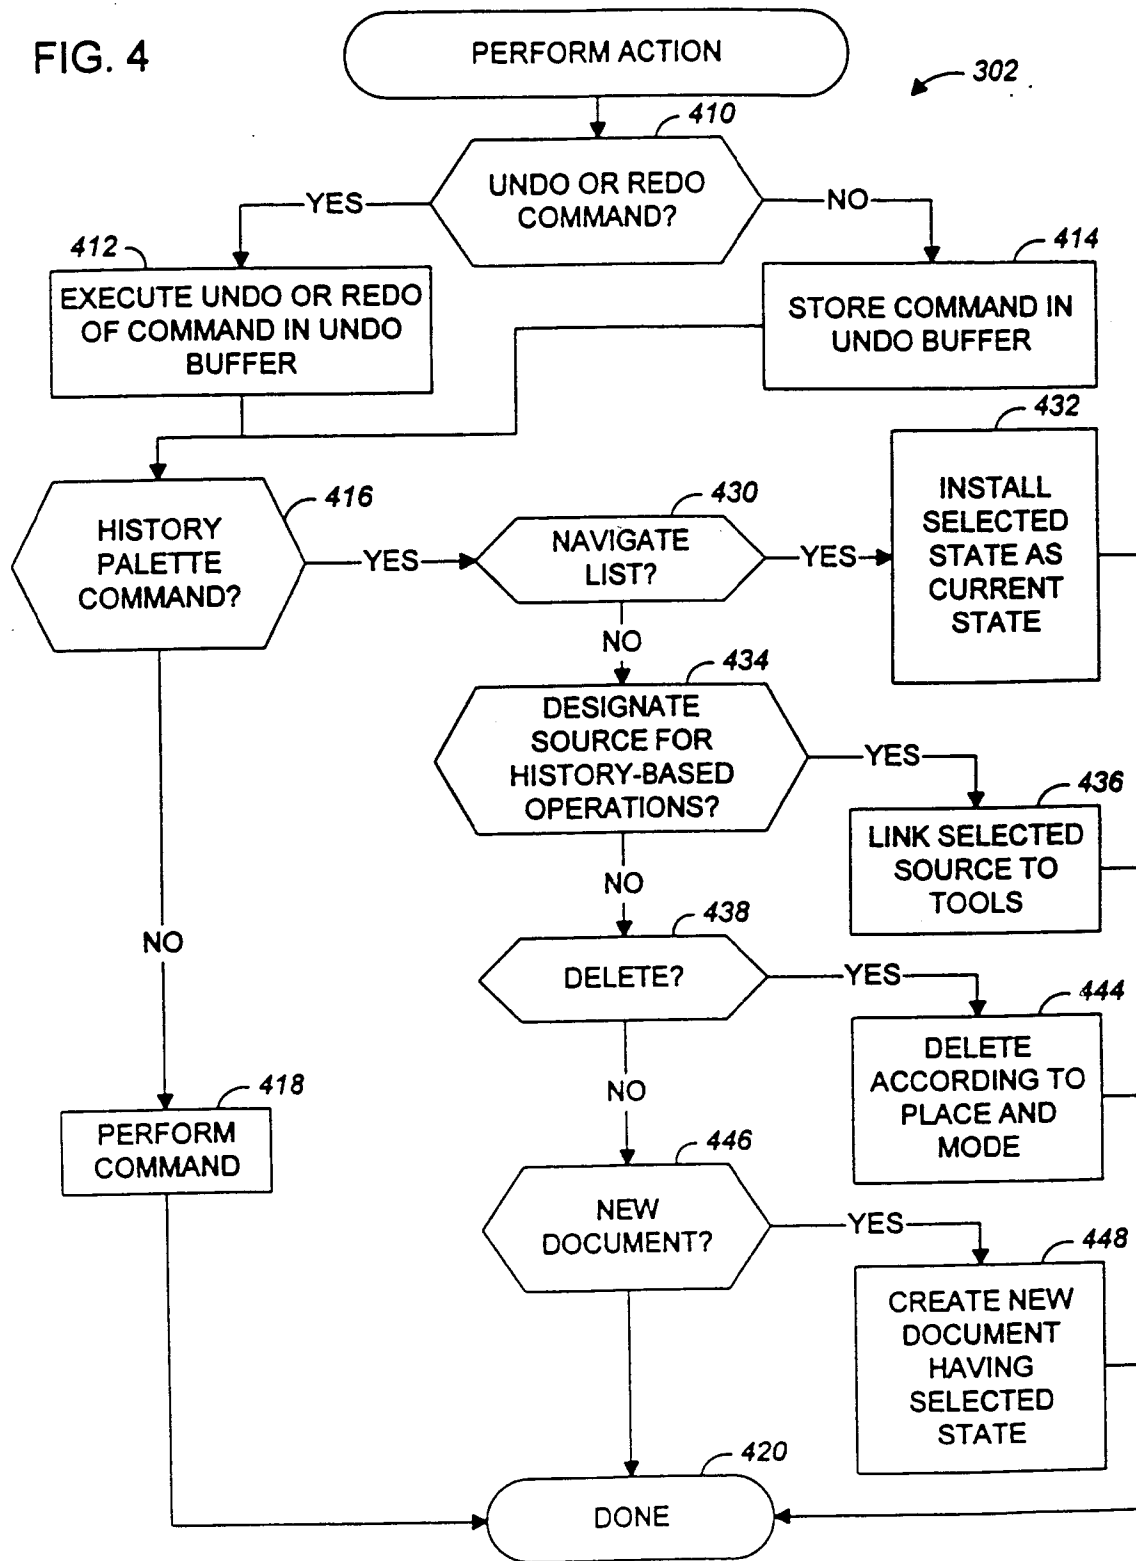 FIG. 4
PERFORM ACTION
302
410
UNDO OR REDO
COMMAND?
YES
NO
412
EXECUTE UNDO OR REDO
OF COMMAND IN UNDO
BUFFER
414
STORE COMMAND IN
UNDO BUFFER
416
HISTORY
PALETTE
COMMAND?
YES
430
NAVIGATE
LIST?
YES
432
INSTALL
SELECTED
STATE AS
CURRENT
STATE
NO
434
DESIGNATE
SOURCE FOR
HISTORY-BASED
OPERATIONS?
YES
436
LINK SELECTED
SOURCE TO
TOOLS
NO
NO
438
DELETE?
YES
444
DELETE
ACCORDING TO
PLACE AND
MODE
NO
418
PERFORM
COMMAND
446
NEW
DOCUMENT?
YES
448
CREATE NEW
DOCUMENT
HAVING
SELECTED
STATE
420
DONE